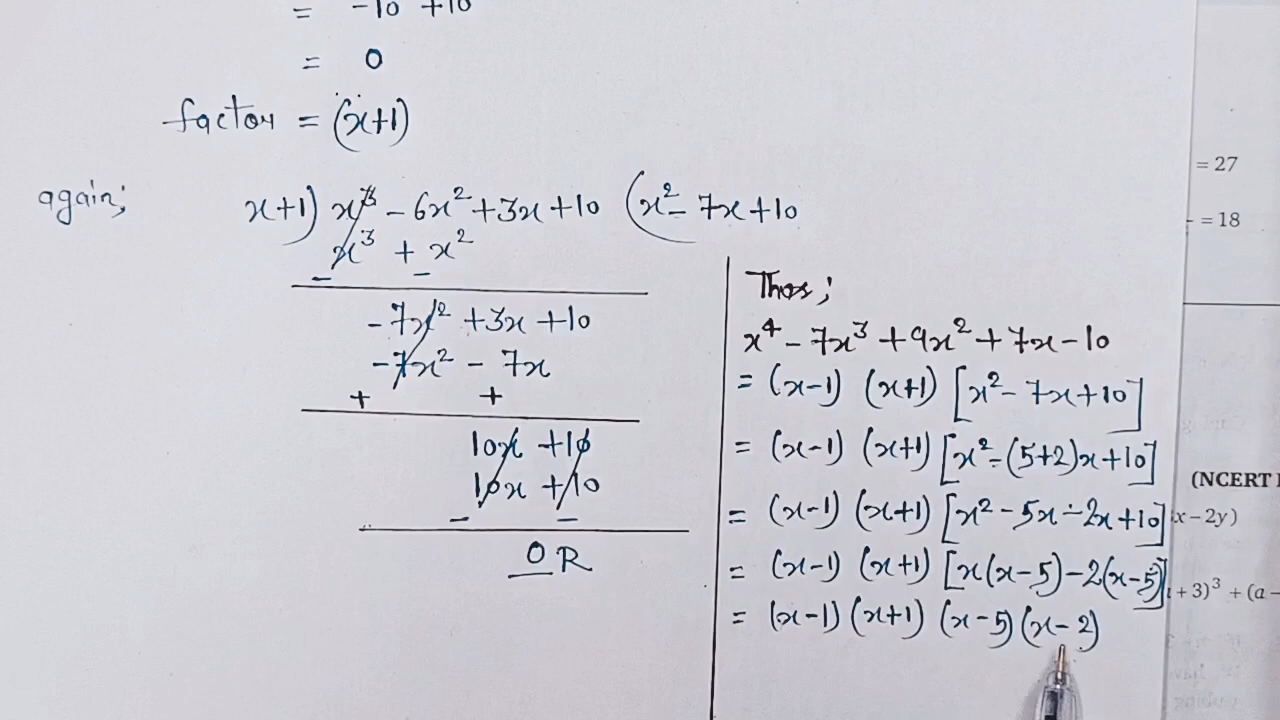 = -10 +10
= 0
factor = (x+1)
again;
x+1) x³ - 6x² + 3x + 10 (x² - 7x + 10
x³ + x²
- -
-7x² + 3x + 10
-7x² - 7x
+ +
10x + 10
10x + 10
- -
0 R
Thus;
x⁴ - 7x³ + 9x² + 7x - 10
= (x-1) (x+1) [x² - 7x + 10]
= (x-1) (x+1) [x² - (5+2)x + 10]
= (x-1) (x+1) [x² - 5x - 2x + 10]
= (x-1) (x+1) [x(x-5) - 2(x-5)]
= (x-1) (x+1) (x-5) (x-2)
= 27
= 18
(NCERT
x - 2y)
+ 3)³ + (a -